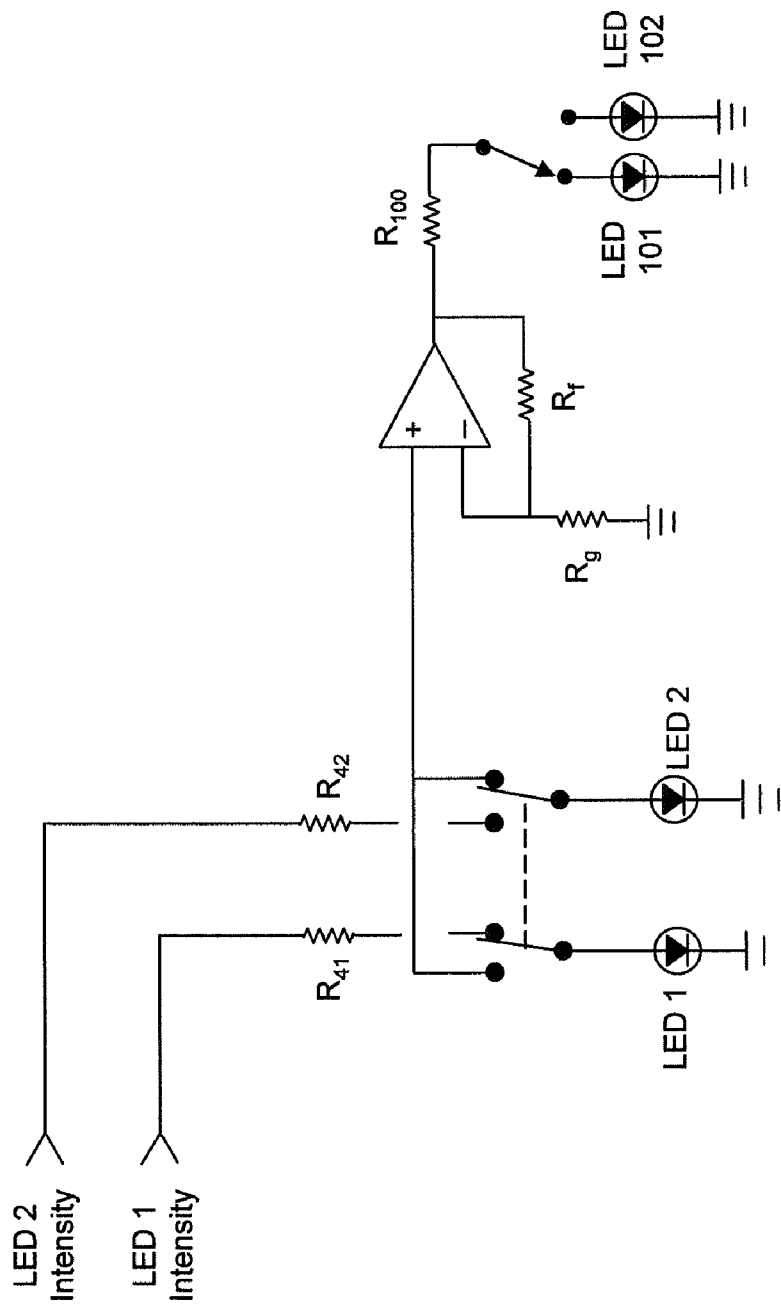 LED 2
Intensity
LED 1
Intensity
R42
R41
LED 2
LED 1
+
−
Rg
Rf
R100
LED
101
LED
102